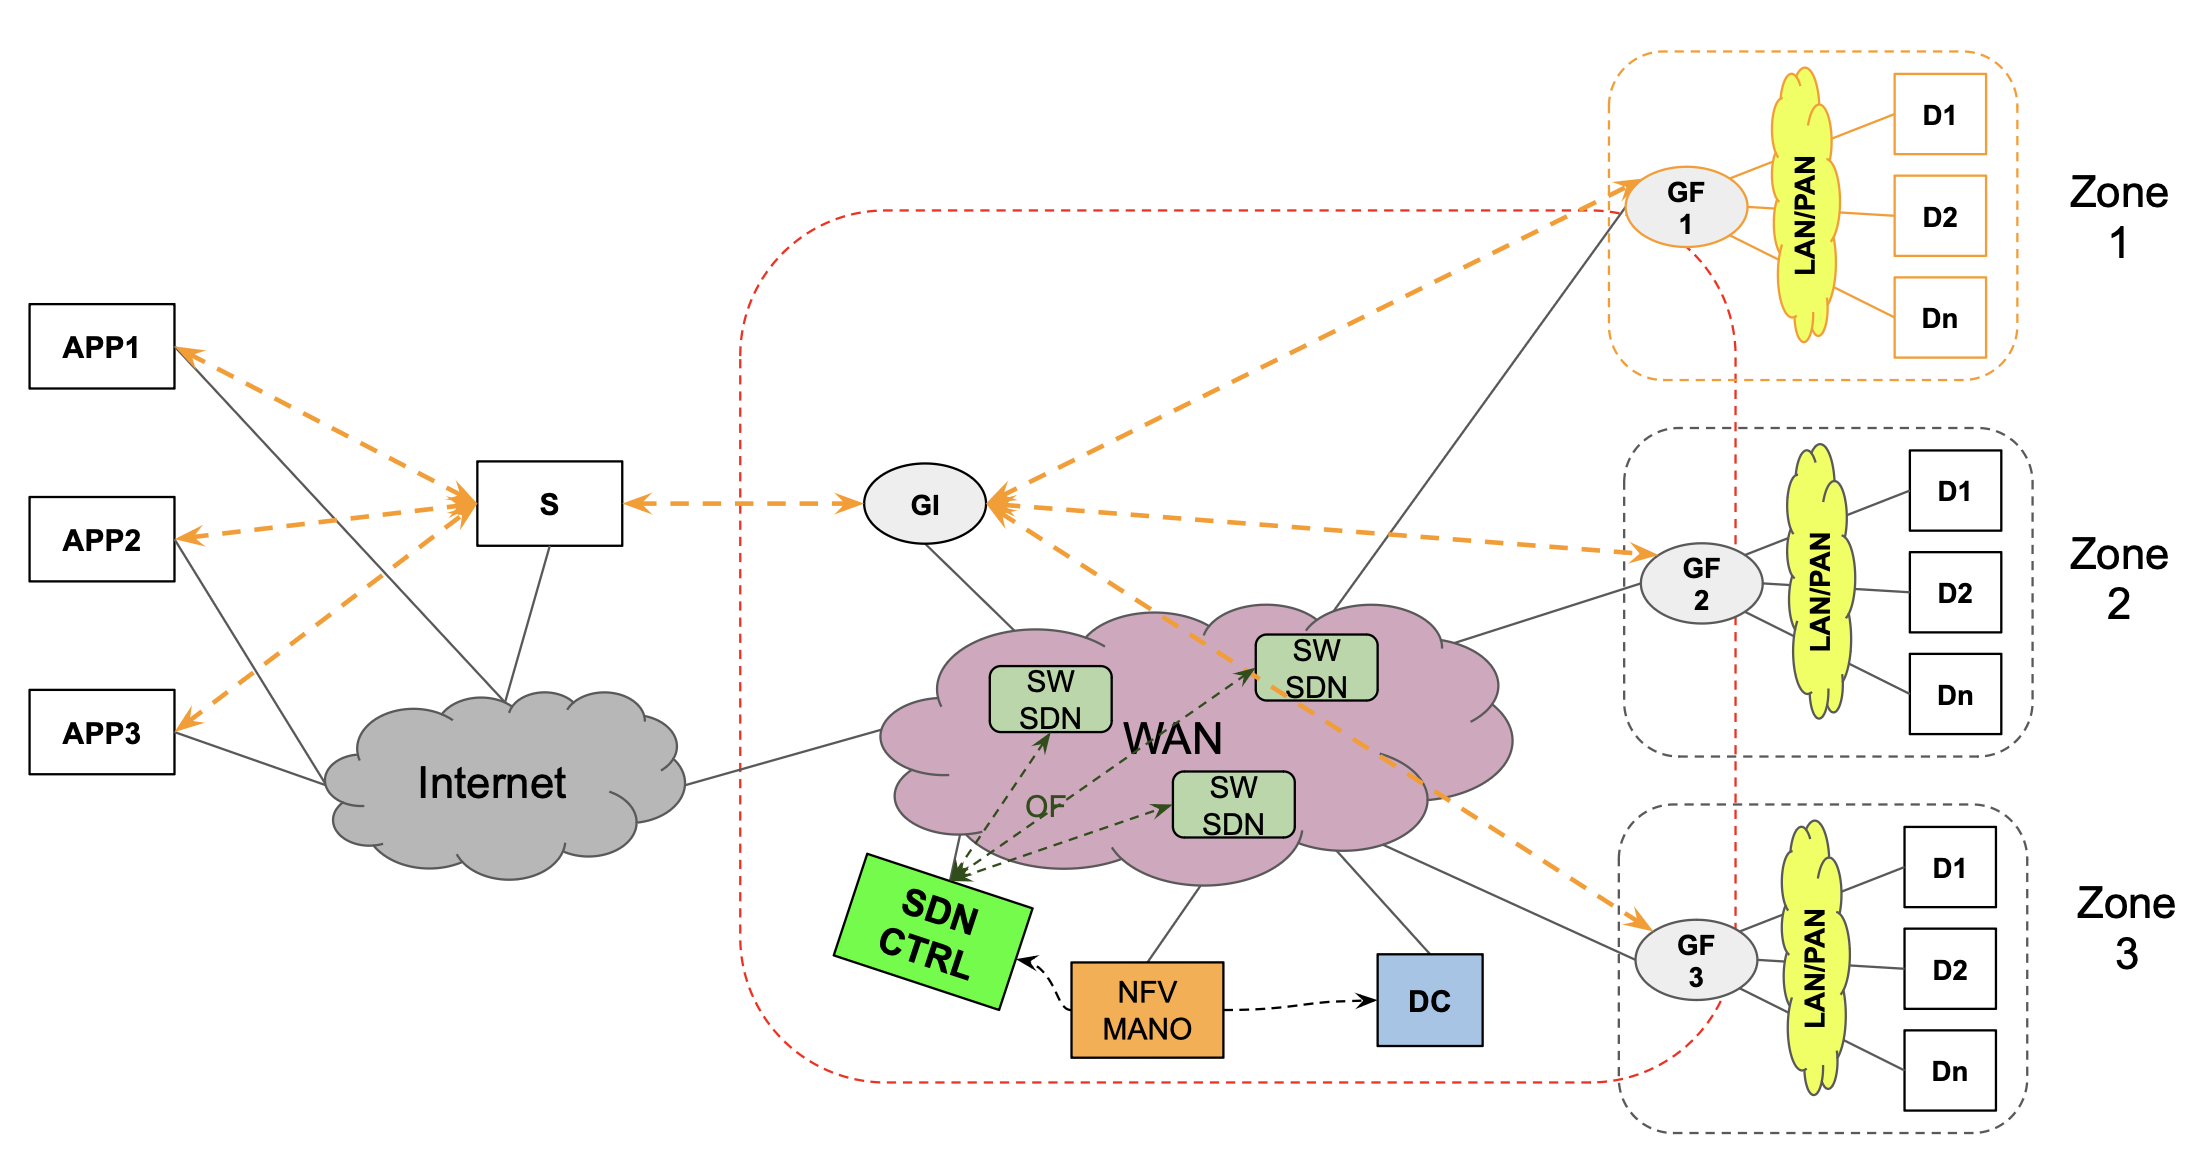 APP1
APP2
APP3
S
Internet
GI
WAN
SW
SDN
SW
SDN
SW
SDN
OF
SDN
CTRL
NFV
MANO
DC
GF
1
LAN/PAN
D1
D2
Dn
Zone
1
GF
2
LAN/PAN
D1
D2
Dn
Zone
2
GF
3
LAN/PAN
D1
D2
Dn
Zone
3